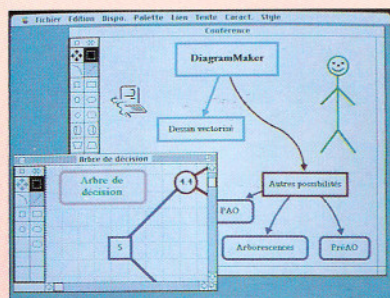 Fichier Edition Dispo. Palette Lien Texte Caract. Style
Conference
DiagramMaker
Dessin vectorisé
Arbre de décision
Arbre de
décision
Autres possibilités
PAO
S
Arborescences
PréAO